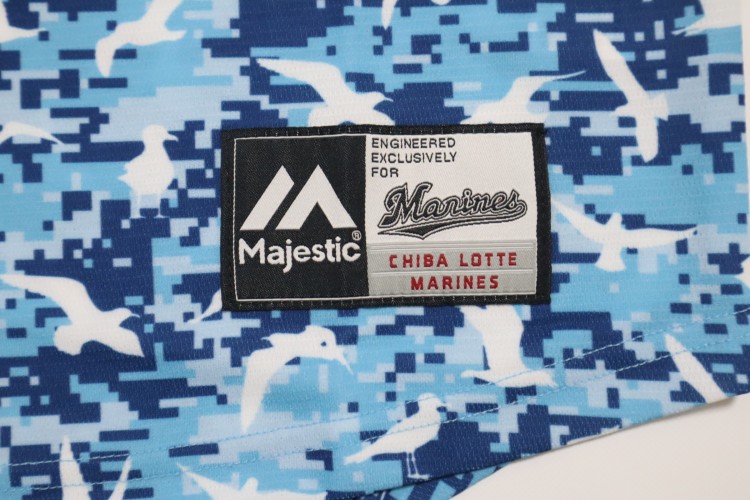 ENGINEERED
EXCLUSIVELY
FOR
Marines
Majestic®
CHIBA LOTTE
MARINES